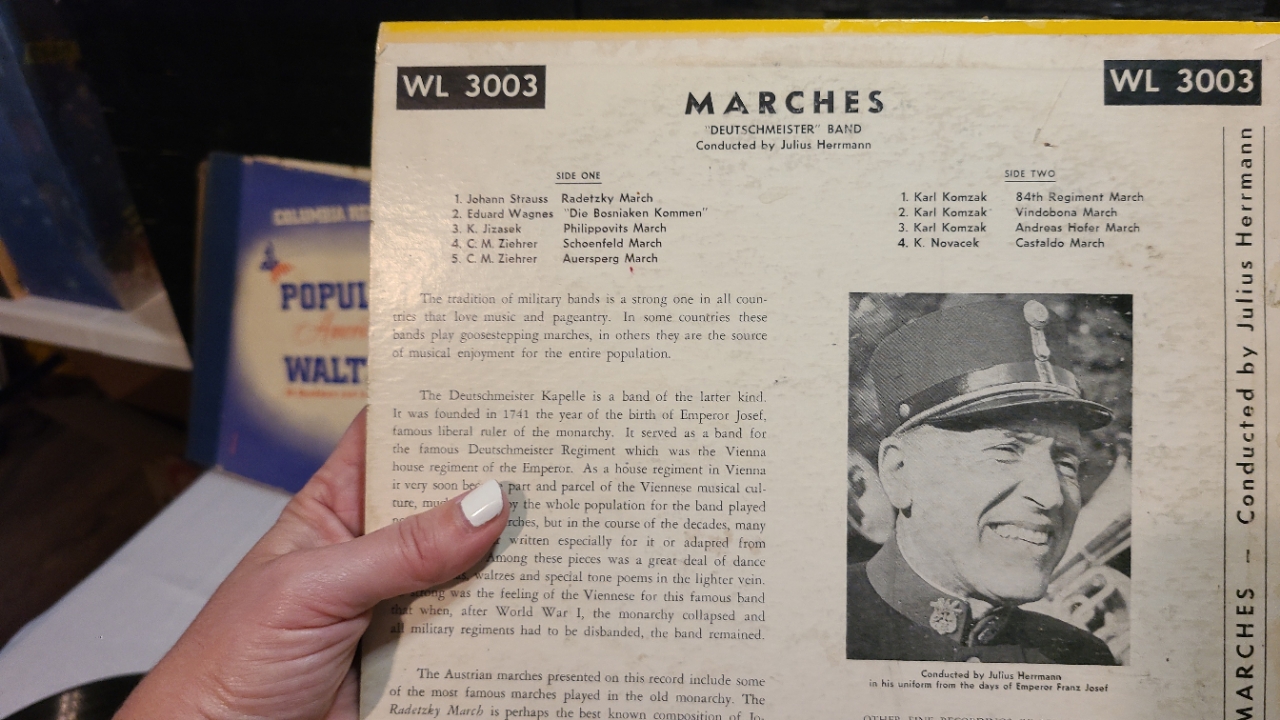 WL 3003
WL 3003
MARCHES
"DEUTSCHMEISTER" BAND
Conducted by Julius Herrmann
SIDE ONE
1. Johann Strauss Radetzky March
2. Eduard Wagnes "Die Bosniaken Kommen"
3. K. Jizasek Philippovits March
4. C. M. Ziehrer Schoenfeld March
5. C. M. Ziehrer Auersperg March
SIDE TWO
1. Karl Komzak 84th Regiment March
2. Karl Komzak Vindobona March
3. Karl Komzak Andreas Hofer March
4. K. Novacek Castaldo March
The tradition of military bands is a strong one in all coun-
tries that love music and pageantry. In some countries these
bands play goosestepping marches, in others they are the source
of musical enjoyment for the entire population.
The Deutschmeister Kapelle is a band of the latter kind.
It was founded in 1741 the year of the birth of Emperor Josef,
famous liberal ruler of the monarchy. It served as a band for
the famous Deutschmeister Regiment which was the Vienna
house regiment of the Emperor. As a house regiment in Vienna
it very soon part and parcel of the Viennese musical cul-
ture, by the whole population for the band played
but in the course of the decades, many
written especially for it or adapted from
Among these pieces was a great deal of dance
waltzes and special tone poems in the lighter vein.
strong was the feeling of the Viennese for this famous band
that when, after World War I, the monarchy collapsed and
all military regiments had to be disbanded, the band remained.
The Austrian marches presented on this record include some
of the most famous marches played in the old monarchy. The
Radetzky March is perhaps the best known composition of Jo-
Conducted by Julius Herrmann
in his uniform from the days of Emperor Franz Josef
MARCHES – Conducted by Julius Herrmann
COLUMBIA
POPUL
WALT